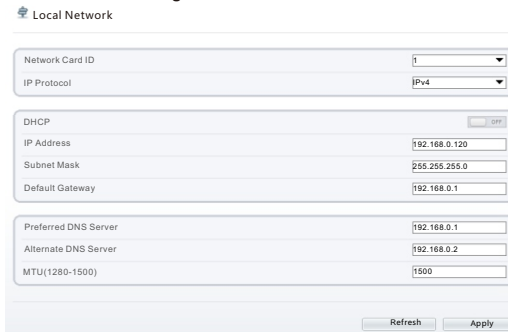 Local Network
Network Card ID 1
IP Protocol IPv4
DHCP OFF
IP Address 192.168.0.120
Subnet Mask 255.255.255.0
Default Gateway 192.168.0.1
Preferred DNS Server 192.168.0.1
Alternate DNS Server 192.168.0.2
MTU(1280-1500) 1500
Refresh Apply